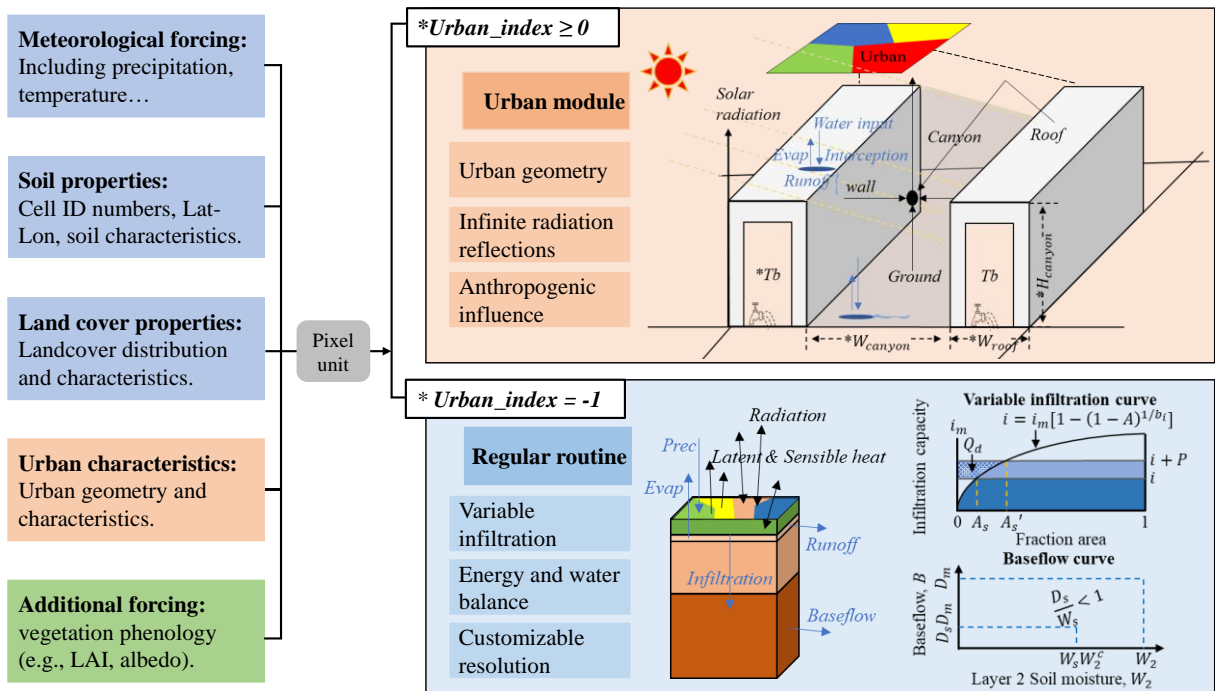 Meteorological forcing:
Including precipitation,
temperature…
Soil properties:
Cell ID numbers, Lat-
Lon, soil characteristics.
Land cover properties:
Landcover distribution
and characteristics.
Urban characteristics:
Urban geometry and
characteristics.
Additional forcing:
vegetation phenology
(e.g., LAI, albedo).
Pixel
unit
*Urban_index ≥ 0
Urban module
Urban geometry
Infinite radiation
reflections
Anthropogenic
influence
Urban
Solar
radiation
Water input
Evap
Interception
Runoff
wall
Canyon
Roof
Ground
*Tb
Tb
*H_canyon
*W_canyon
*W_roof
* Urban_index = -1
Regular routine
Variable
infiltration
Energy and water
balance
Customizable
resolution
Radiation
Prec
Latent & Sensible heat
Evap
Runoff
Infiltration
Baseflow
Variable infiltration curve
i = i_m[1 − (1 − A)^{1/b_i}]
i_m
Q_d
i + P
i
Infiltration capacity
0
A_s
A_s′
1
Fraction area
Baseflow curve
Baseflow, B
D_m
D_sD_m
D_s/W_s < 1
W_sW_2^c
W_2
Layer 2 Soil moisture, W_2